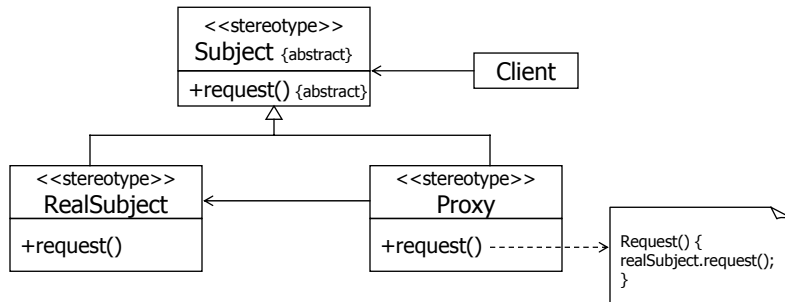 <<stereotype>>
Subject {abstract}
+request() {abstract}
Client
<<stereotype>>
RealSubject
+request()
<<stereotype>>
Proxy
+request()
Request() {
realSubject.request();
}